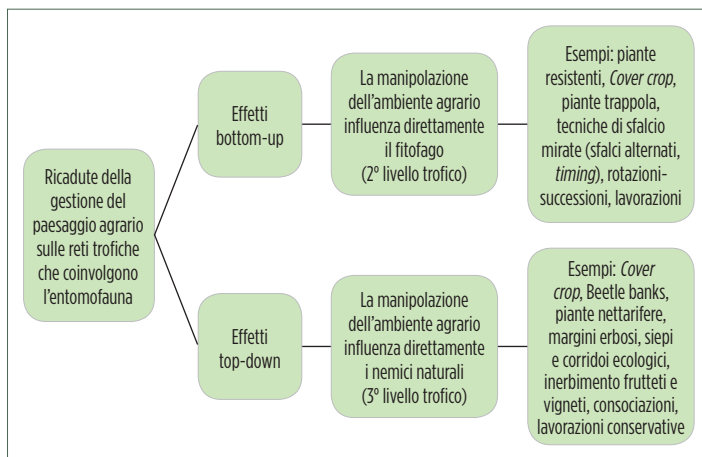 Ricadute della
gestione del
paesaggio agrario
sulle reti trofiche
che coinvolgono
l'entomofauna
Effetti
bottom-up
La manipolazione
dell'ambiente agrario
influenza direttamente
il fitofago
(2º livello trofico)
Esempi: piante
resistenti, Cover crop,
piante trappola,
tecniche di sfalcio
mirate (sfalci alternati,
timing), rotazioni-
successioni, lavorazioni
Effetti
top-down
La manipolazione
dell'ambiente agrario
influenza direttamente
i nemici naturali
(3º livello trofico)
Esempi: Cover
crop, Beetle banks,
piante nettarifere,
margini erbosi, siepi
e corridoi ecologici,
inerbimento frutteti e
vigneti, consociazioni,
lavorazioni conservative